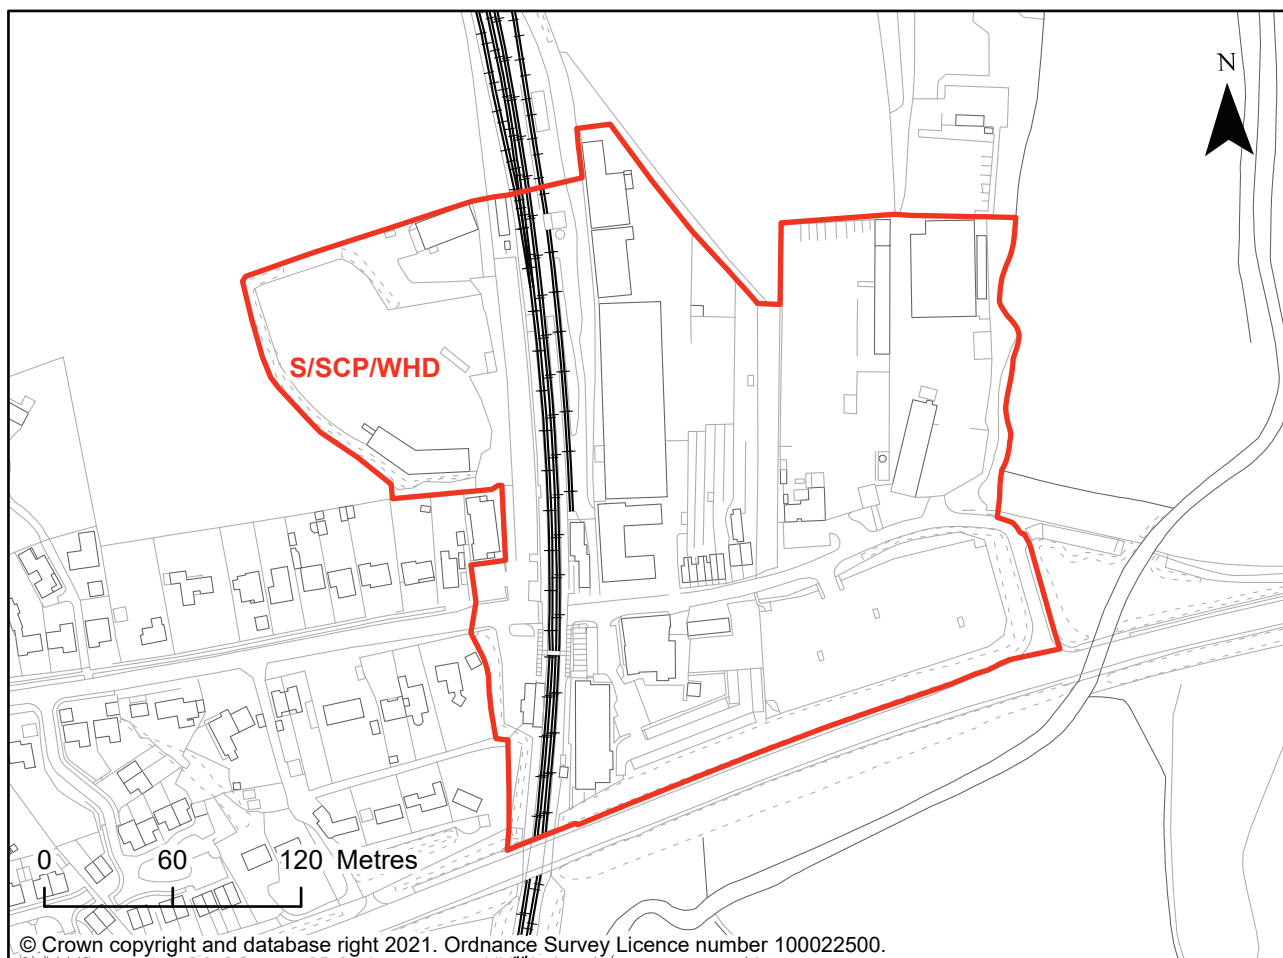 N
S/SCP/WHD
0 60 120 Metres
© Crown copyright and database right 2021. Ordnance Survey Licence number 100022500.